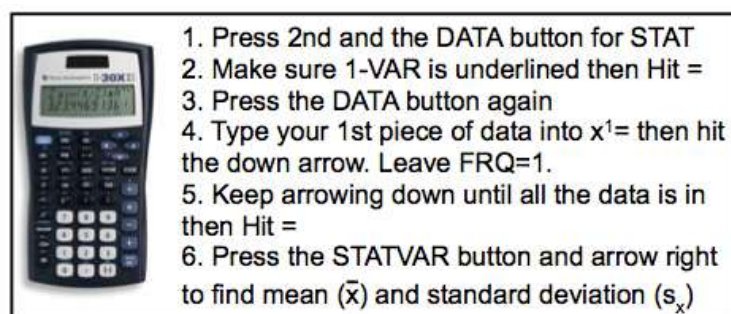 1. Press 2nd and the DATA button for STAT
2. Make sure 1-VAR is underlined then Hit =
3. Press the DATA button again
4. Type your 1st piece of data into x¹= then hit
the down arrow. Leave FRQ=1.
5. Keep arrowing down until all the data is in
then Hit =
6. Press the STATVAR button and arrow right
to find mean (x̄) and standard deviation (sₓ)